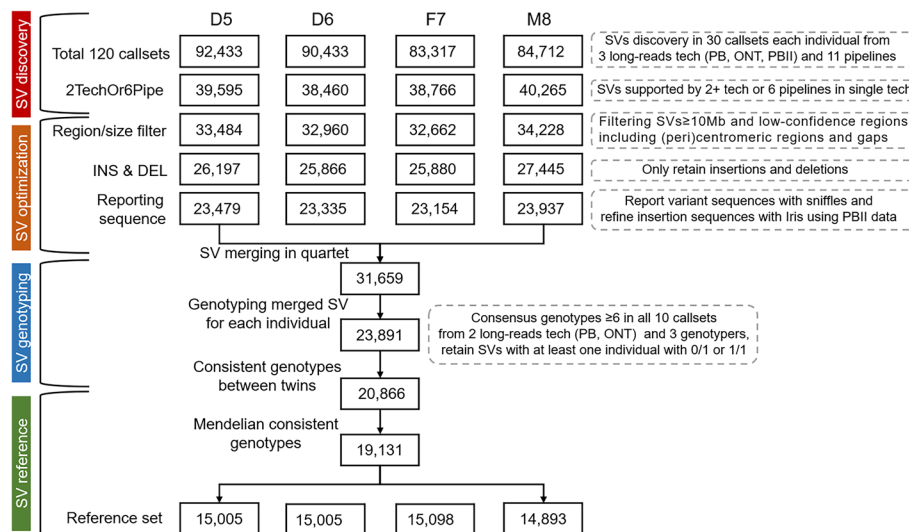 D5 D6 F7 M8
SV discovery
Total 120 callsets 92,433 90,433 83,317 84,712
SVs discovery in 30 callsets each individual from
3 long-reads tech (PB, ONT, PBII) and 11 pipelines
2TechOr6Pipe 39,595 38,460 38,766 40,265 SVs supported by 2+ tech or 6 pipelines in single tech
SV optimization
Region/size filter 33,484 32,960 32,662 34,228
Filtering SVs≥10Mb and low-confidence regions
including (peri)centromeric regions and gaps
INS & DEL 26,197 25,866 25,880 27,445 Only retain insertions and deletions
Reporting
sequence 23,479 23,335 23,154 23,937
Report variant sequences with sniffles and
refine insertion sequences with Iris using PBII data
SV merging in quartet
31,659
SV genotyping
Genotyping merged SV
for each individual
23,891
Consensus genotypes ≥6 in all 10 callsets
from 2 long-reads tech (PB, ONT) and 3 genotypers,
retain SVs with at least one individual with 0/1 or 1/1
Consistent genotypes
between twins
20,866
SV reference
Mendelian consistent
genotypes
19,131
Reference set 15,005 15,005 15,098 14,893